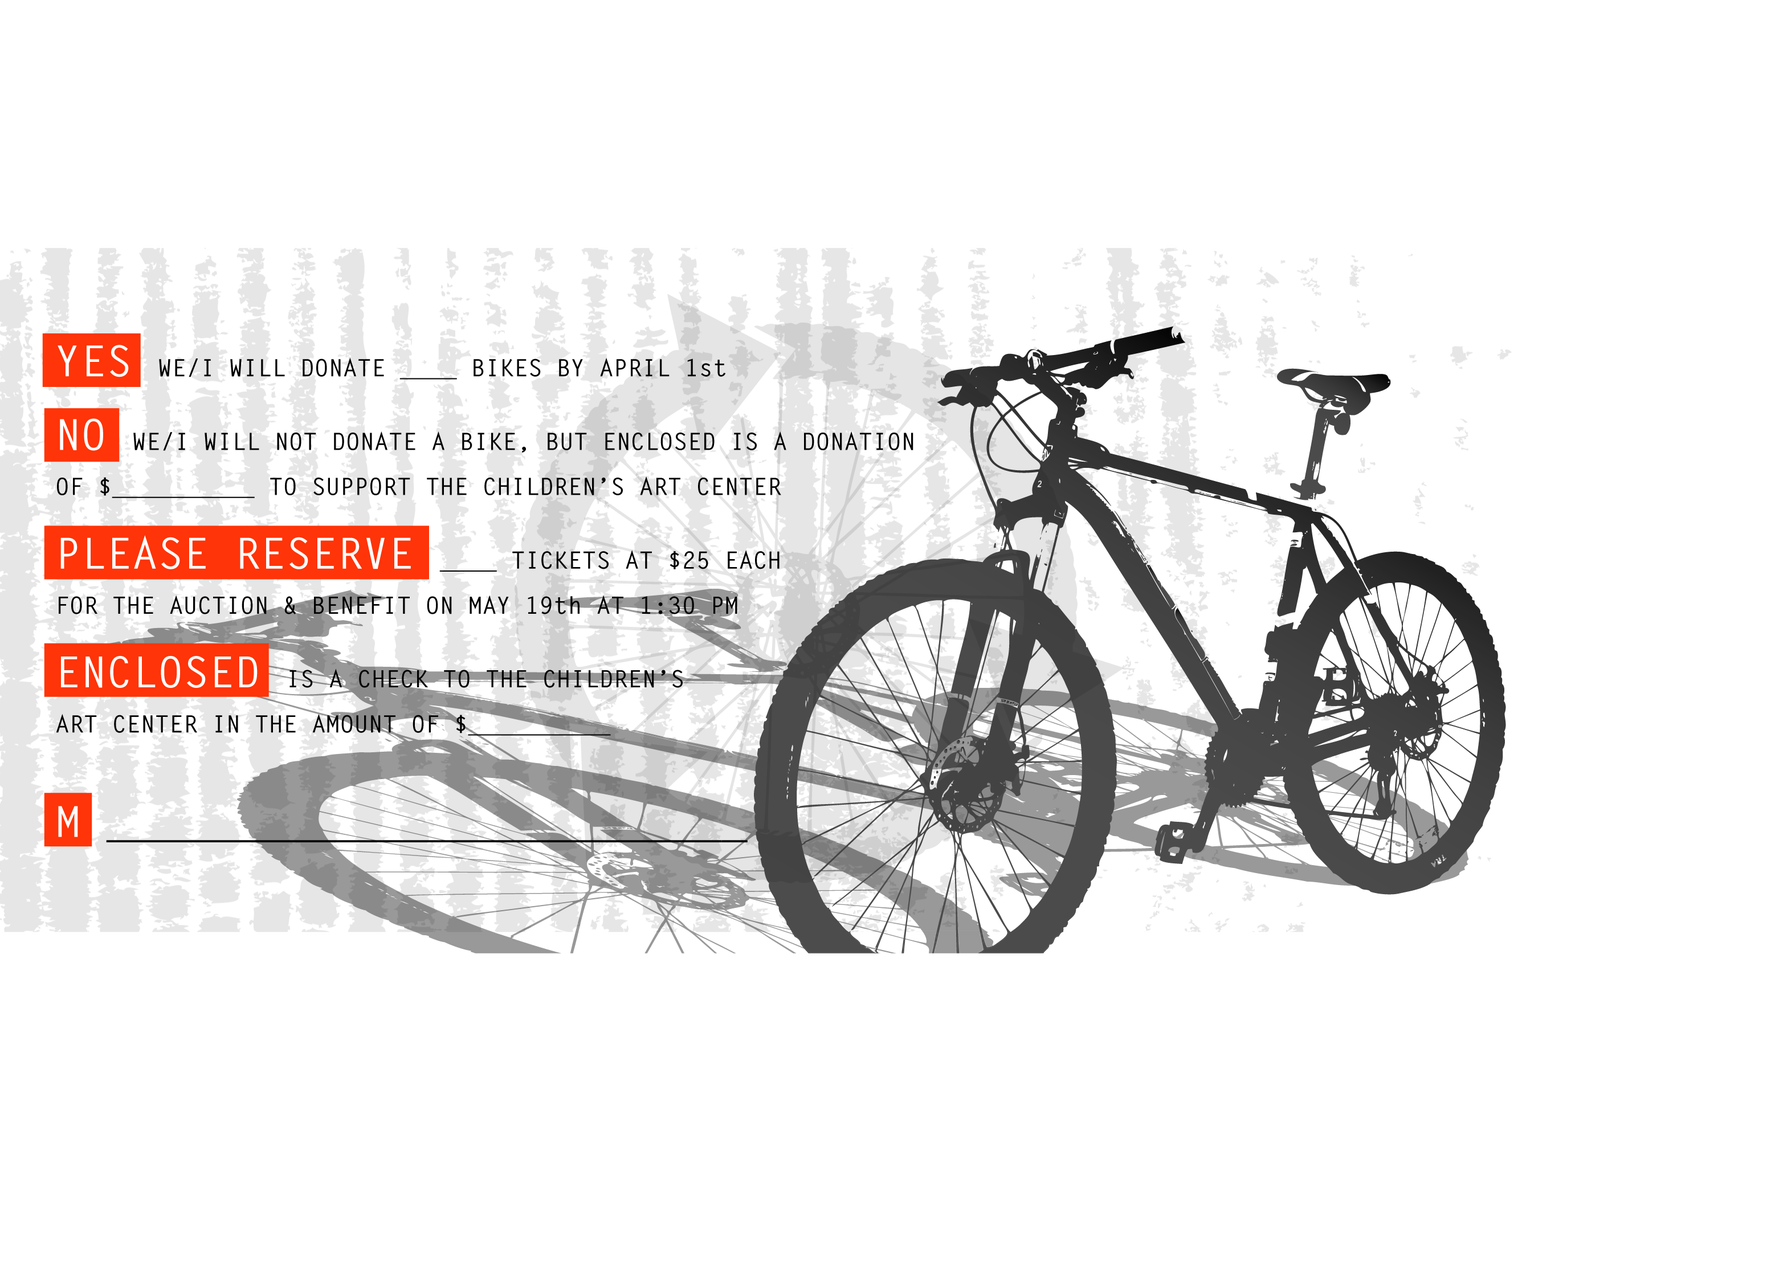 YES WE/I WILL DONATE ____ BIKES BY APRIL 1st
NO WE/I WILL NOT DONATE A BIKE, BUT ENCLOSED IS A DONATION
OF $__________ TO SUPPORT THE CHILDREN’S ART CENTER
PLEASE RESERVE ____ TICKETS AT $25 EACH
FOR THE AUCTION & BENEFIT ON MAY 19th AT 1:30 PM
ENCLOSED IS A CHECK TO THE CHILDREN’S
ART CENTER IN THE AMOUNT OF $__________
M ______________________________